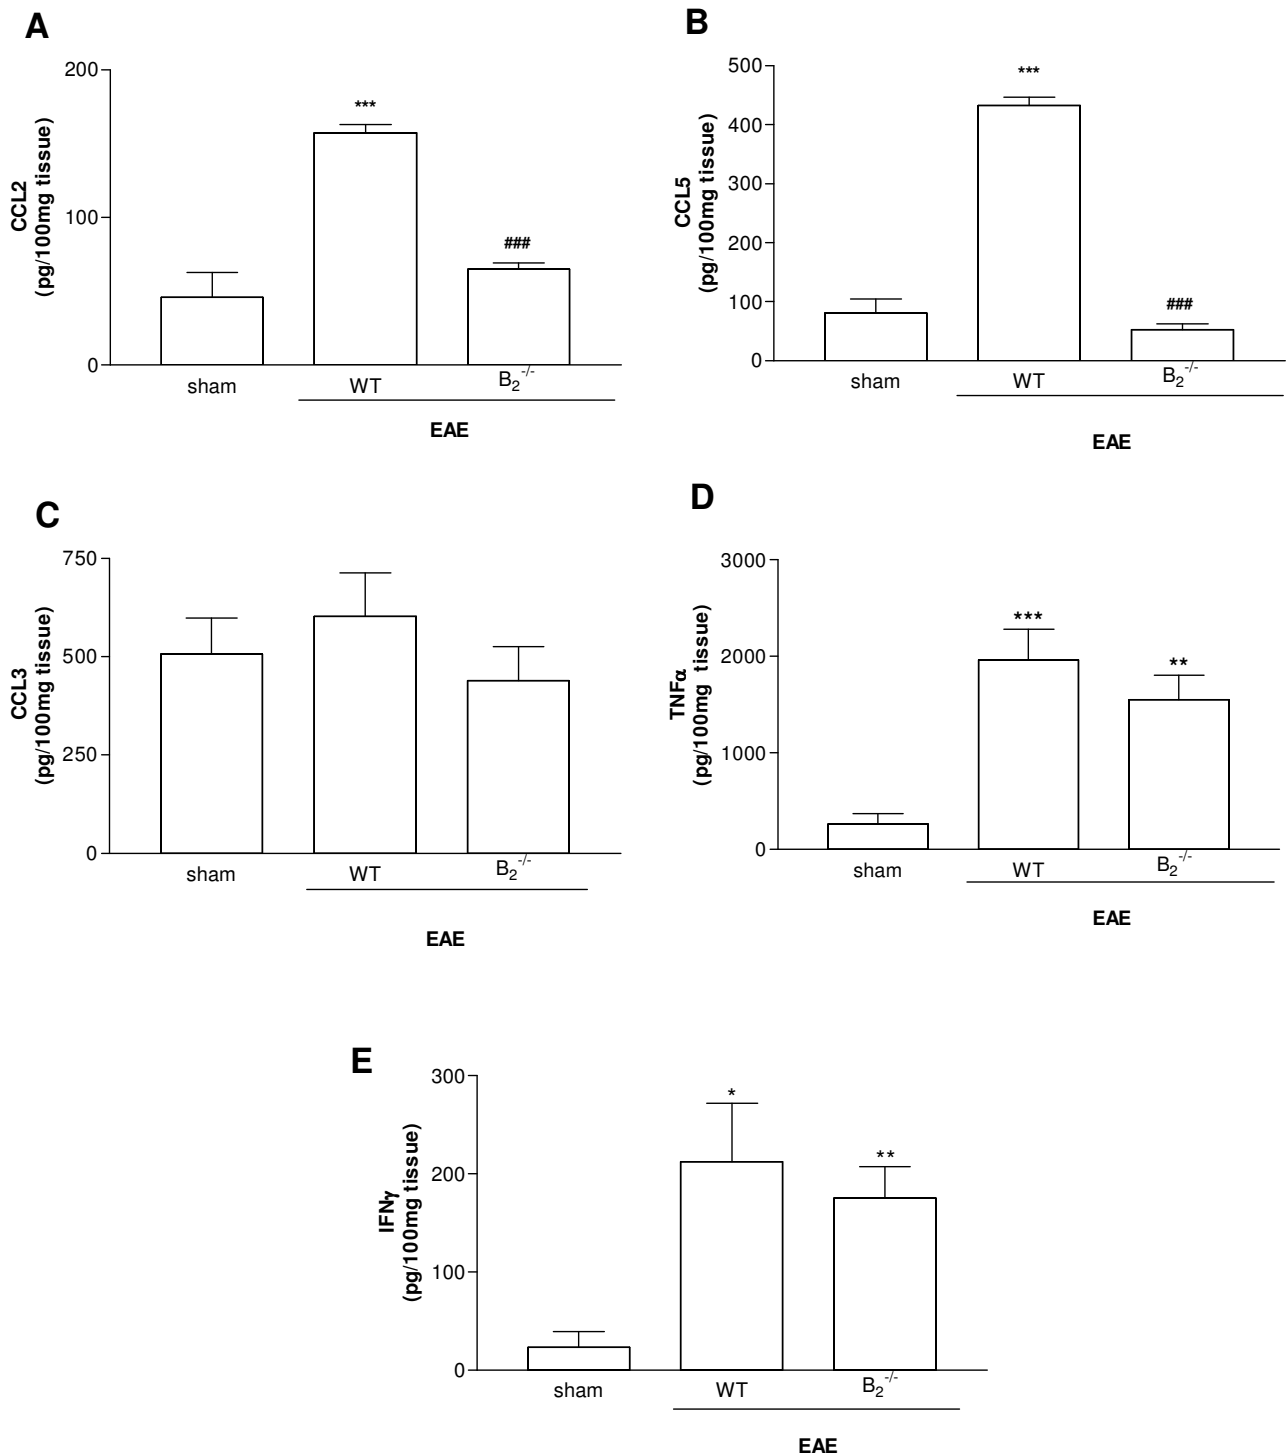 A
CCL2
(pg/100mg tissue)
200
100
0
***
###
sham
WT
B₂⁻/⁻
EAE
B
CCL5
(pg/100mg tissue)
500
400
300
200
100
0
***
###
sham
WT
B₂⁻/⁻
EAE
C
CCL3
(pg/100mg tissue)
750
500
250
0
sham
WT
B₂⁻/⁻
EAE
D
TNFα
(pg/100mg tissue)
3000
2000
1000
0
***
**
sham
WT
B₂⁻/⁻
EAE
E
IFNγ
(pg/100mg tissue)
300
200
100
0
*
**
sham
WT
B₂⁻/⁻
EAE